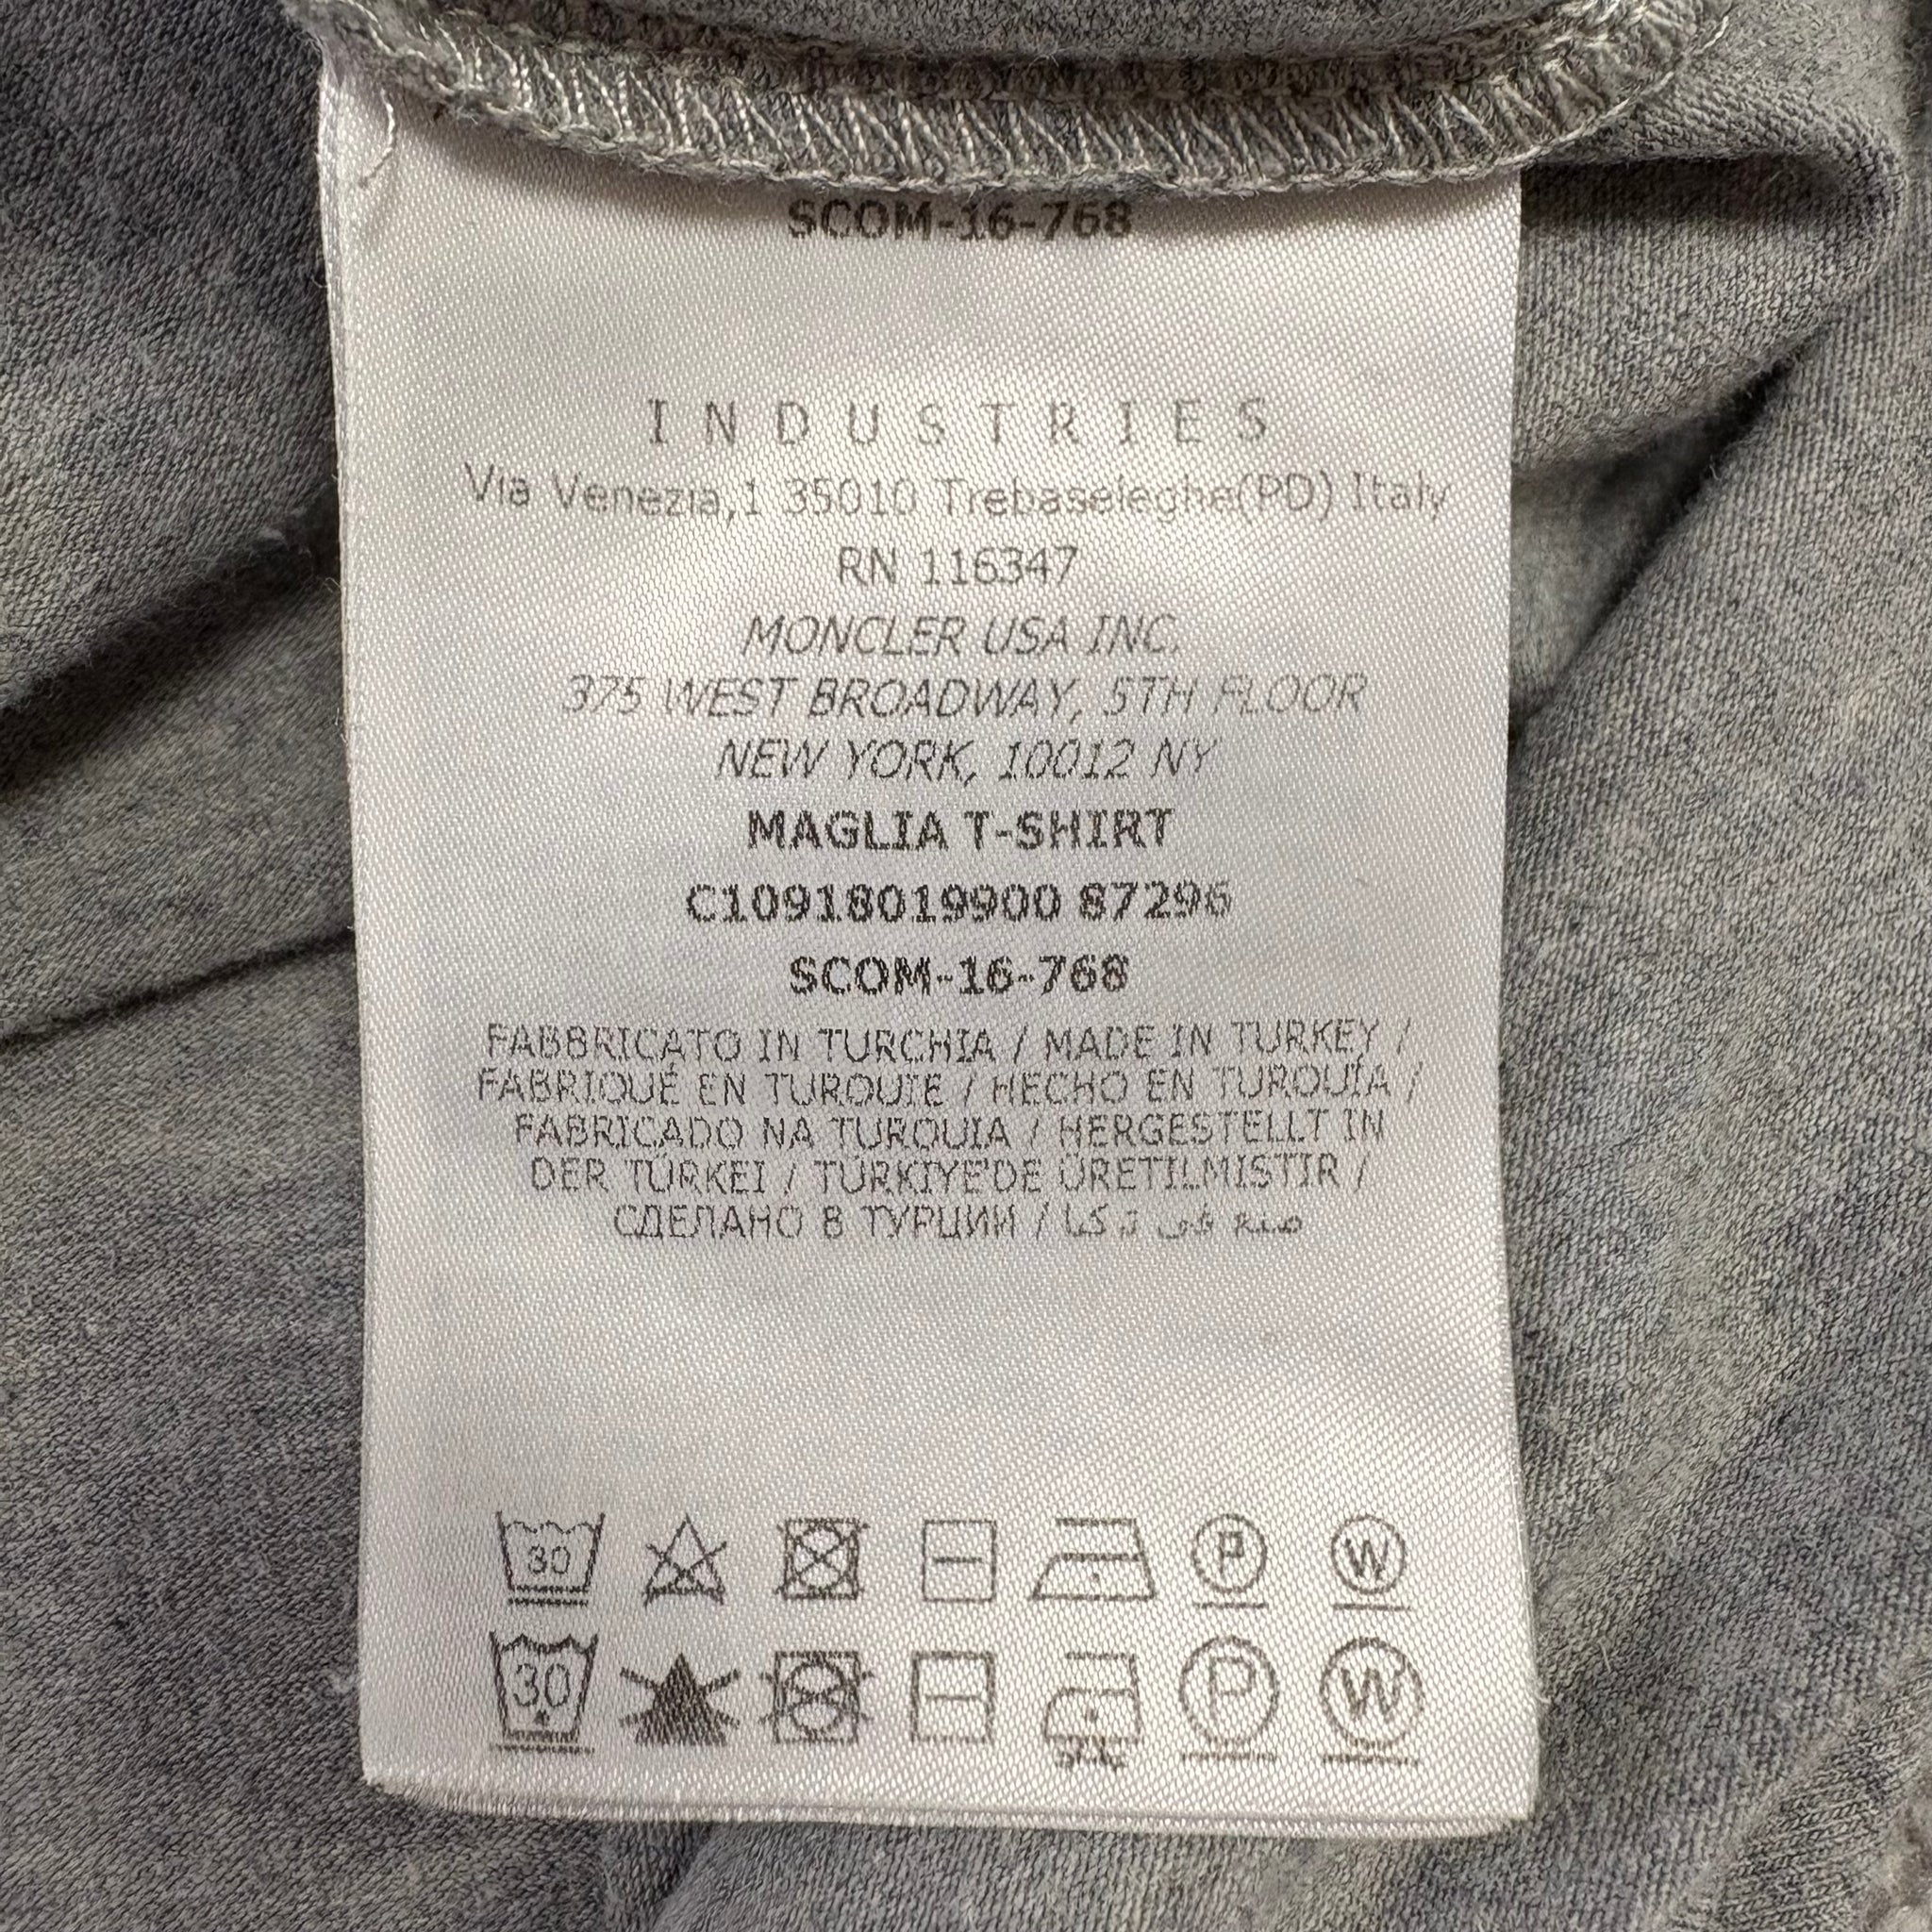 SCOM-16-768
INDUSTRIES
Via Venezia,1 35010 Trebaseleghe(PD) Italy
RN 116347
MONCLER USA INC.
375 WEST BROADWAY, 5TH FLOOR
NEW YORK, 10012 NY
MAGLIA T-SHIRT
C10918019900 87296
SCOM-16-768
FABBRICATO IN TURCHIA / MADE IN TURKEY /
FABRIQUÉ EN TURQUIE / HECHO EN TURQUÍA /
FABRICADO NA TURQUIA / HERGESTELLT IN
DER TÜRKEI / TÜRKIYE'DE ÜRETILMISTIR /
СДЕЛАНО В ТУРЦИИ /
30 P W
30 P W